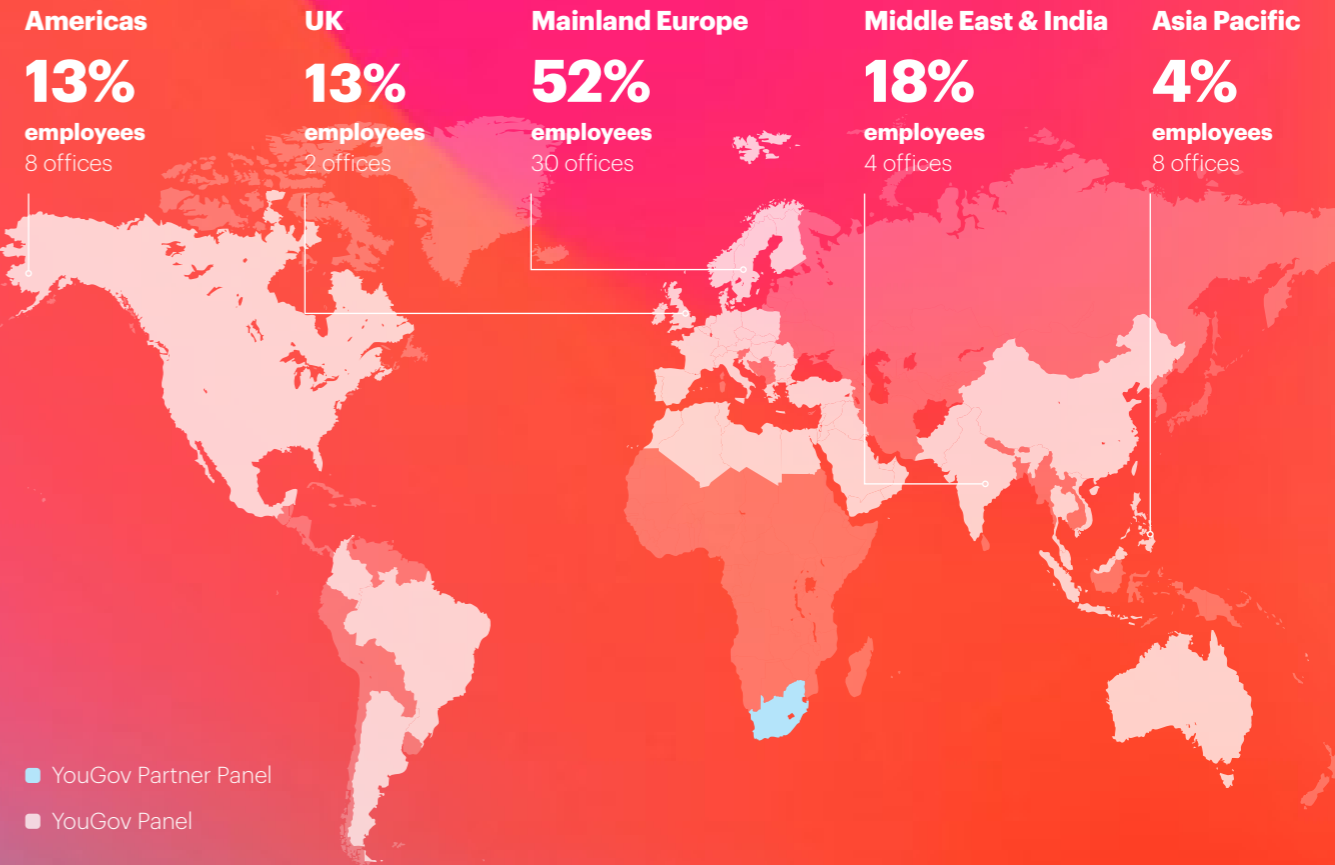 Americas
13%
employees
8 offices
UK
13%
employees
2 offices
Mainland Europe
52%
employees
30 offices
Middle East & India
18%
employees
4 offices
Asia Pacific
4%
employees
8 offices
YouGov Partner Panel
YouGov Panel